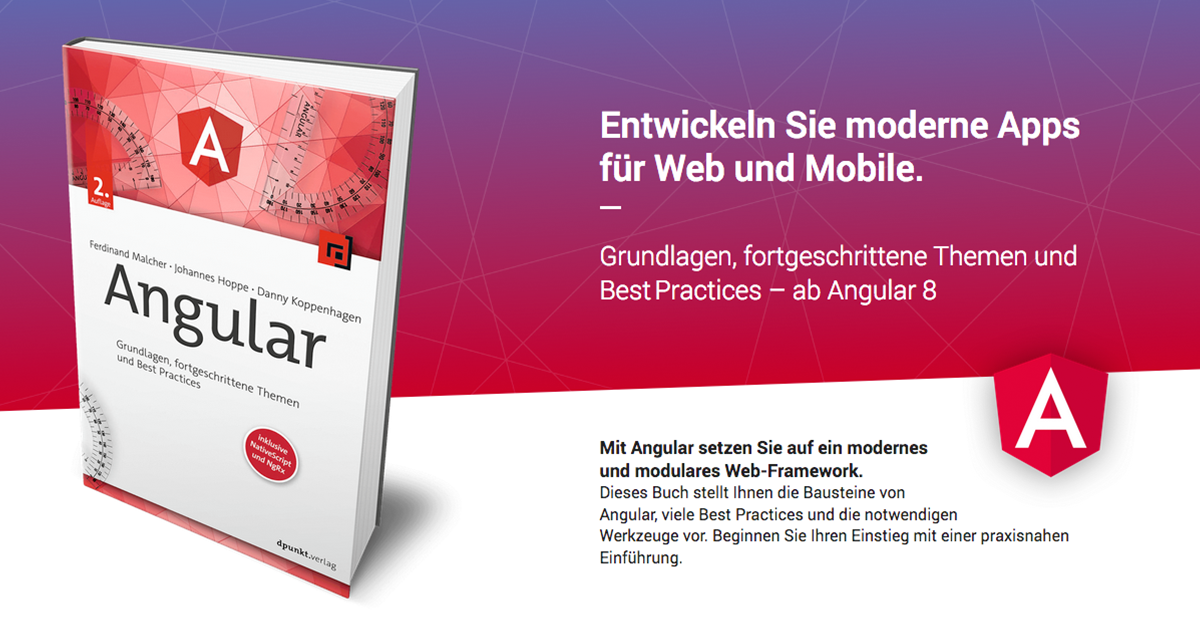 ANGULAR
2.
Auflage
Ferdinand Malcher · Johannes Hoppe · Danny Koppenhagen
Angular
Grundlagen, fortgeschrittene Themen
und Best Practices
inklusive
NativeScript
und NgRx
dpunkt.verlag
Entwickeln Sie moderne Apps
für Web und Mobile.
Grundlagen, fortgeschrittene Themen und
Best Practices – ab Angular 8
A
Mit Angular setzen Sie auf ein modernes
und modulares Web-Framework.
Dieses Buch stellt Ihnen die Bausteine von
Angular, viele Best Practices und die notwendigen
Werkzeuge vor. Beginnen Sie Ihren Einstieg mit einer praxisnahen
Einführung.